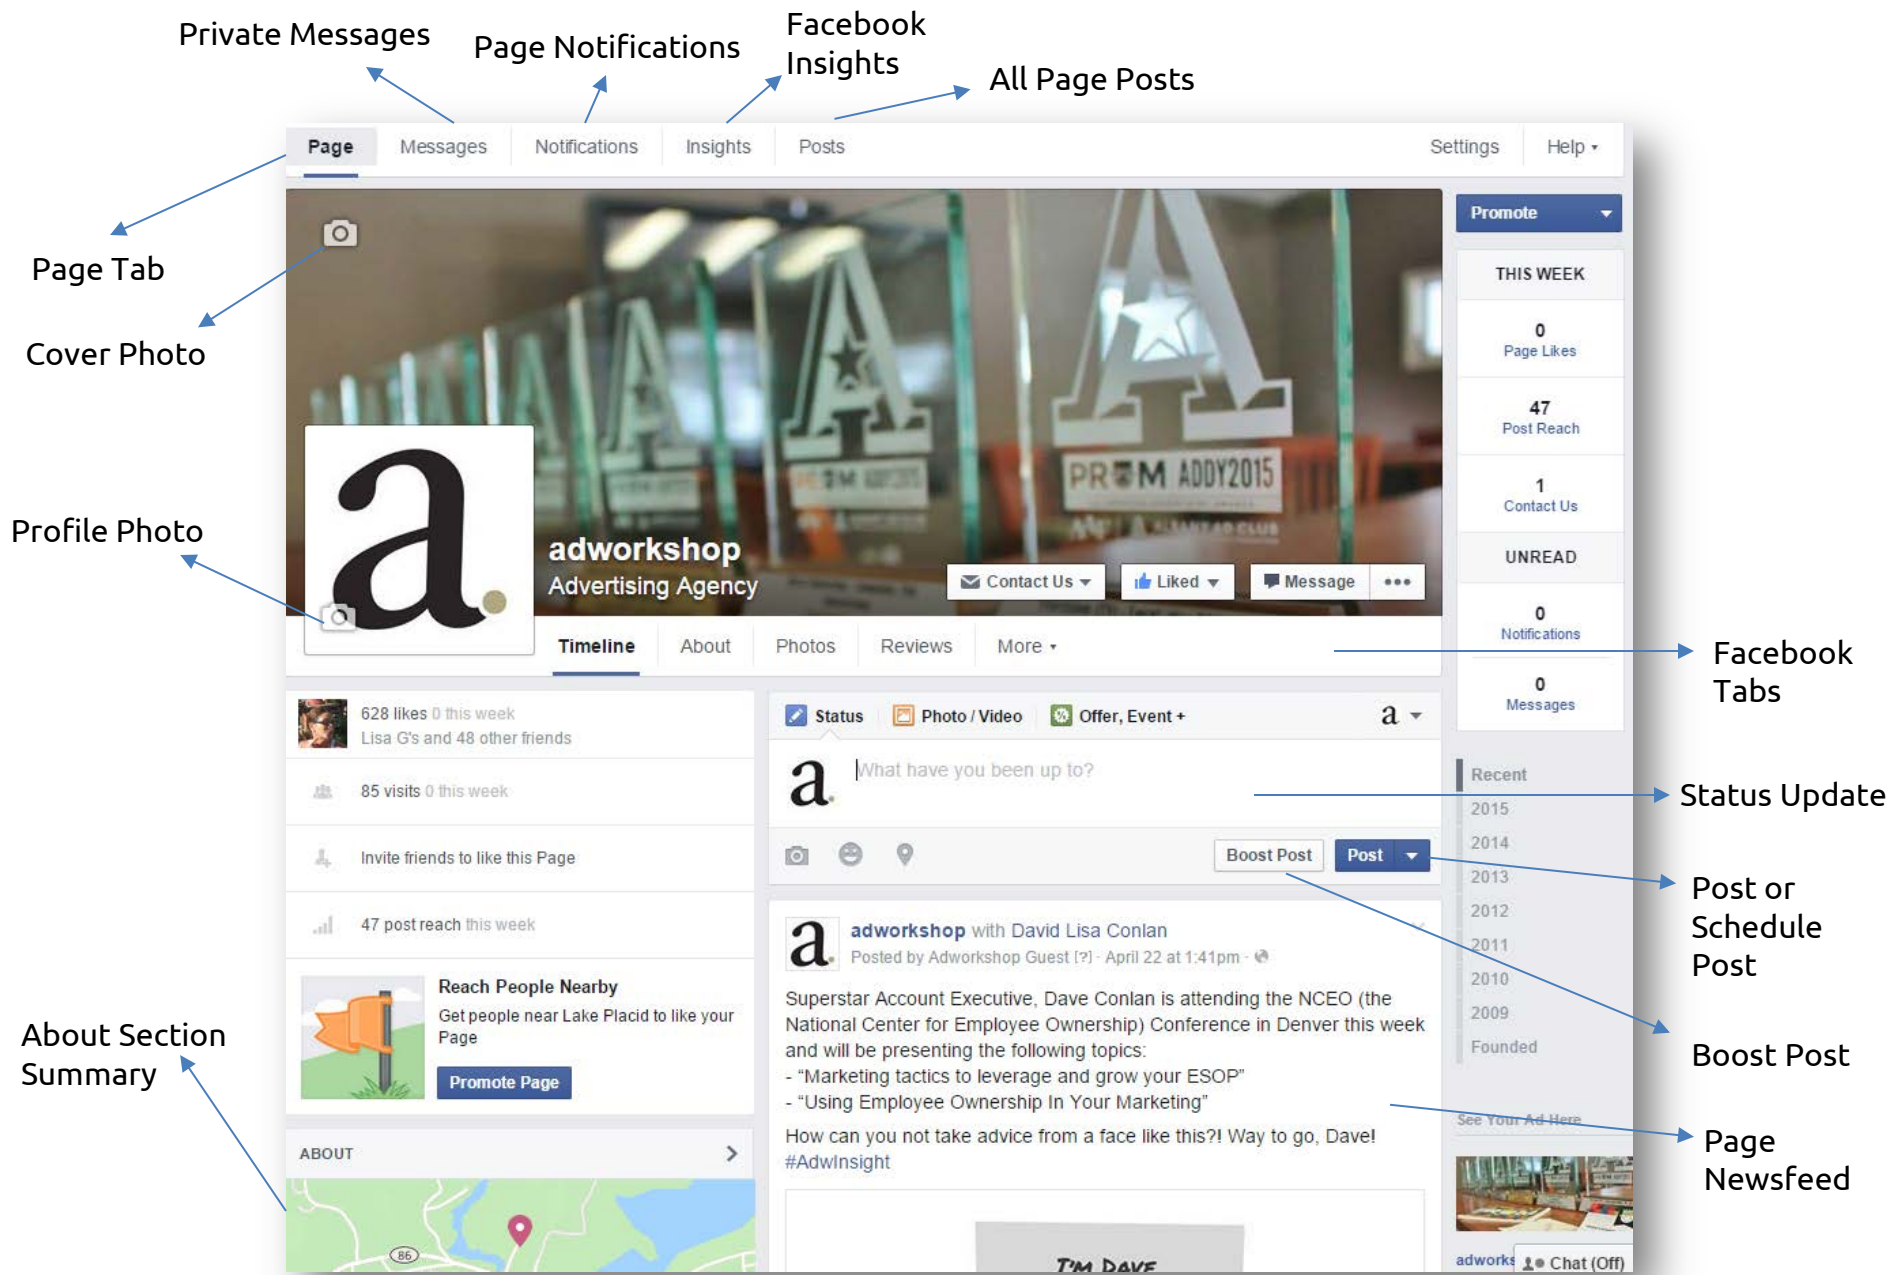 Private Messages
Page Notifications
Facebook
Insights
All Page Posts
Page Messages Notifications Insights Posts Settings Help
Page Tab
Cover Photo
Profile Photo
PR M ADDY2015
ALBANY AD CLUB
a.
adworkshop
Advertising Agency
Contact Us Liked Message
Timeline About Photos Reviews More
Promote
THIS WEEK
0
Page Likes
47
Post Reach
1
Contact Us
UNREAD
0
Notifications
0
Messages
Facebook
Tabs
628 likes 0 this week
Lisa G's and 48 other friends
85 visits 0 this week
Invite friends to like this Page
47 post reach this week
Reach People Nearby
Get people near Lake Placid to like your
Page
Promote Page
About Section
Summary
ABOUT
86
Status Photo / Video Offer, Event + a
a. What have you been up to?
Boost Post Post
Status Update
Post or
Schedule
Post
Boost Post
a. adworkshop with David Lisa Conlan
Posted by Adworkshop Guest [?] · April 22 at 1:41pm ·
Superstar Account Executive, Dave Conlan is attending the NCEO (the
National Center for Employee Ownership) Conference in Denver this week
and will be presenting the following topics:
- “Marketing tactics to leverage and grow your ESOP”
- “Using Employee Ownership In Your Marketing”
How can you not take advice from a face like this?! Way to go, Dave!
#AdwInsight
I'M DAVE
Page
Newsfeed
Recent
2015
2014
2013
2012
2011
2010
2009
Founded
See Your Ad Here
adworks Chat (Off)